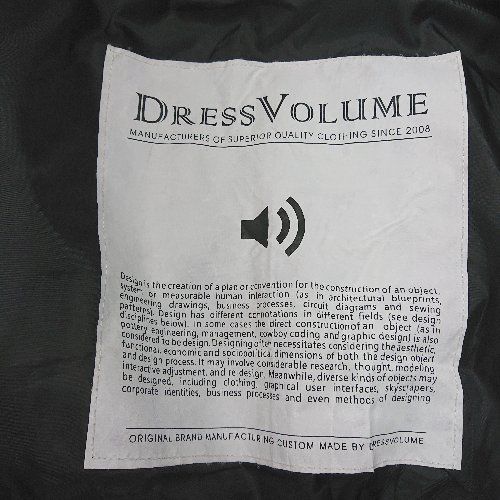 DRESSVOLUME
MANUFACTURERS OF SUPERIOR QUALITY CLOTHING SINCE 2008
Design is the creation of a plan or convention for the construction of an object,
system or measurable human interaction (as in architectural blueprints,
engineering drawings, business processes, circuit diagrams and sewing
patterns). Design has different connotations in different fields (see design
disciplines below). In some cases the direct construction of an object (as in
pottery engineering, management, cowboy coding and graphic design) is also
considered to be design. Designing often necessitates considering the aesthetic,
functional, economic and sociopolitical dimensions of both the design object
and design process. It may involve considerable research, thought, modeling,
interactive adjustment, and re design. Meanwhile, diverse kinds of objects may
be designed, including clothing, graphical user interfaces, skyscrapers,
corporate identities, business processes and even methods of designing
ORIGINAL BRAND MANUFACTURING CUSTOM MADE BY DRESSVOLUME